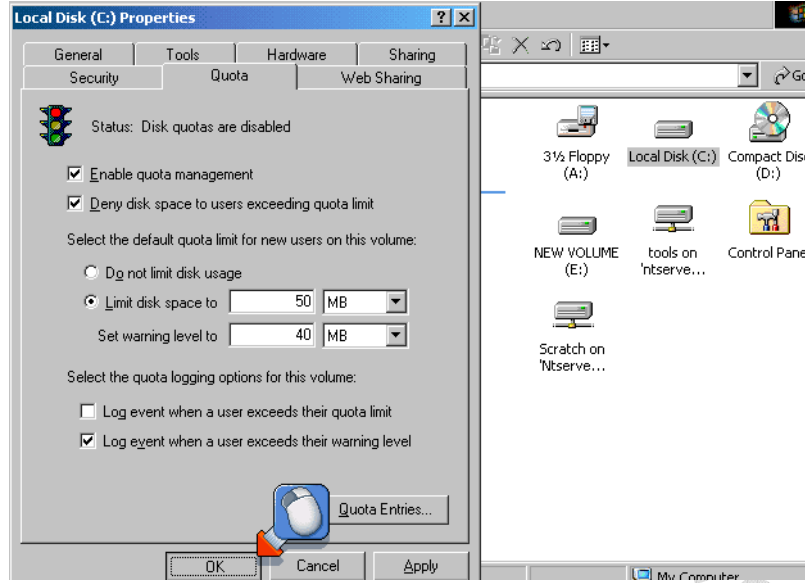 Local Disk (C:) Properties
General Tools Hardware Sharing
Security Quota Web Sharing
Status: Disk quotas are disabled
Enable quota management
Deny disk space to users exceeding quota limit
Select the default quota limit for new users on this volume:
Do not limit disk usage
Limit disk space to 50 MB
Set warning level to 40 MB
Select the quota logging options for this volume:
Log event when a user exceeds their quota limit
Log event when a user exceeds their warning level
Quota Entries...
OK Cancel Apply
Go
3½ Floppy (A:)
Local Disk (C:)
Compact Disc
(D:)
NEW VOLUME
(E:)
tools on
'ntserve...
Control Pane
Scratch on
'Ntserve...
My Computer